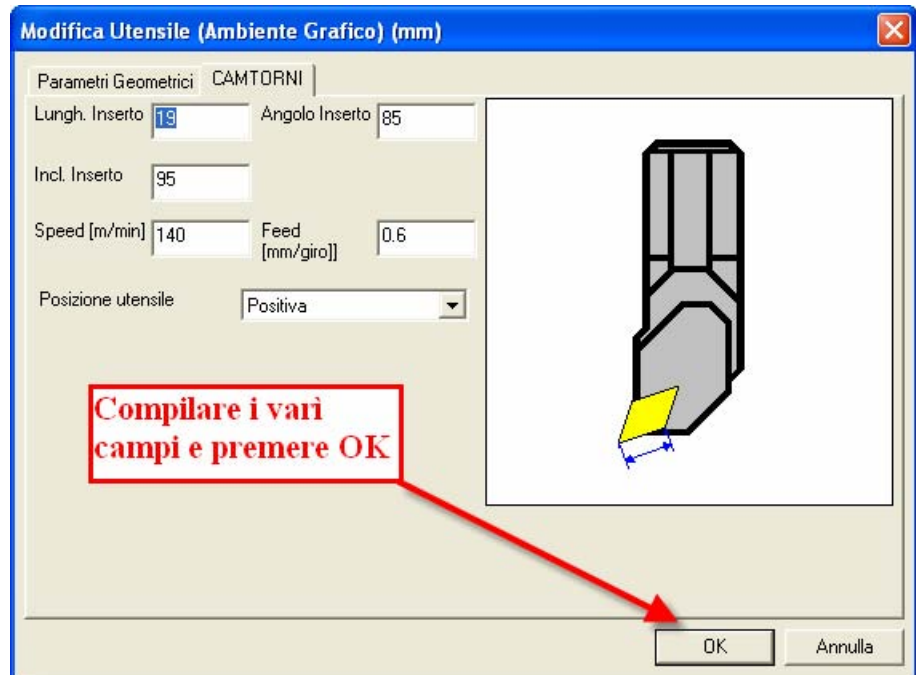 Modifica Utensile (Ambiente Grafico) (mm)
Parametri Geometrici CAMTORNI
Lungh. Inserto 19 Angolo Inserto 85
Incl. Inserto 95
Speed [m/min] 140 Feed [mm/giro]] 0.6
Posizione utensile Positiva
Compilare i vari
campi e premere OK
OK Annulla